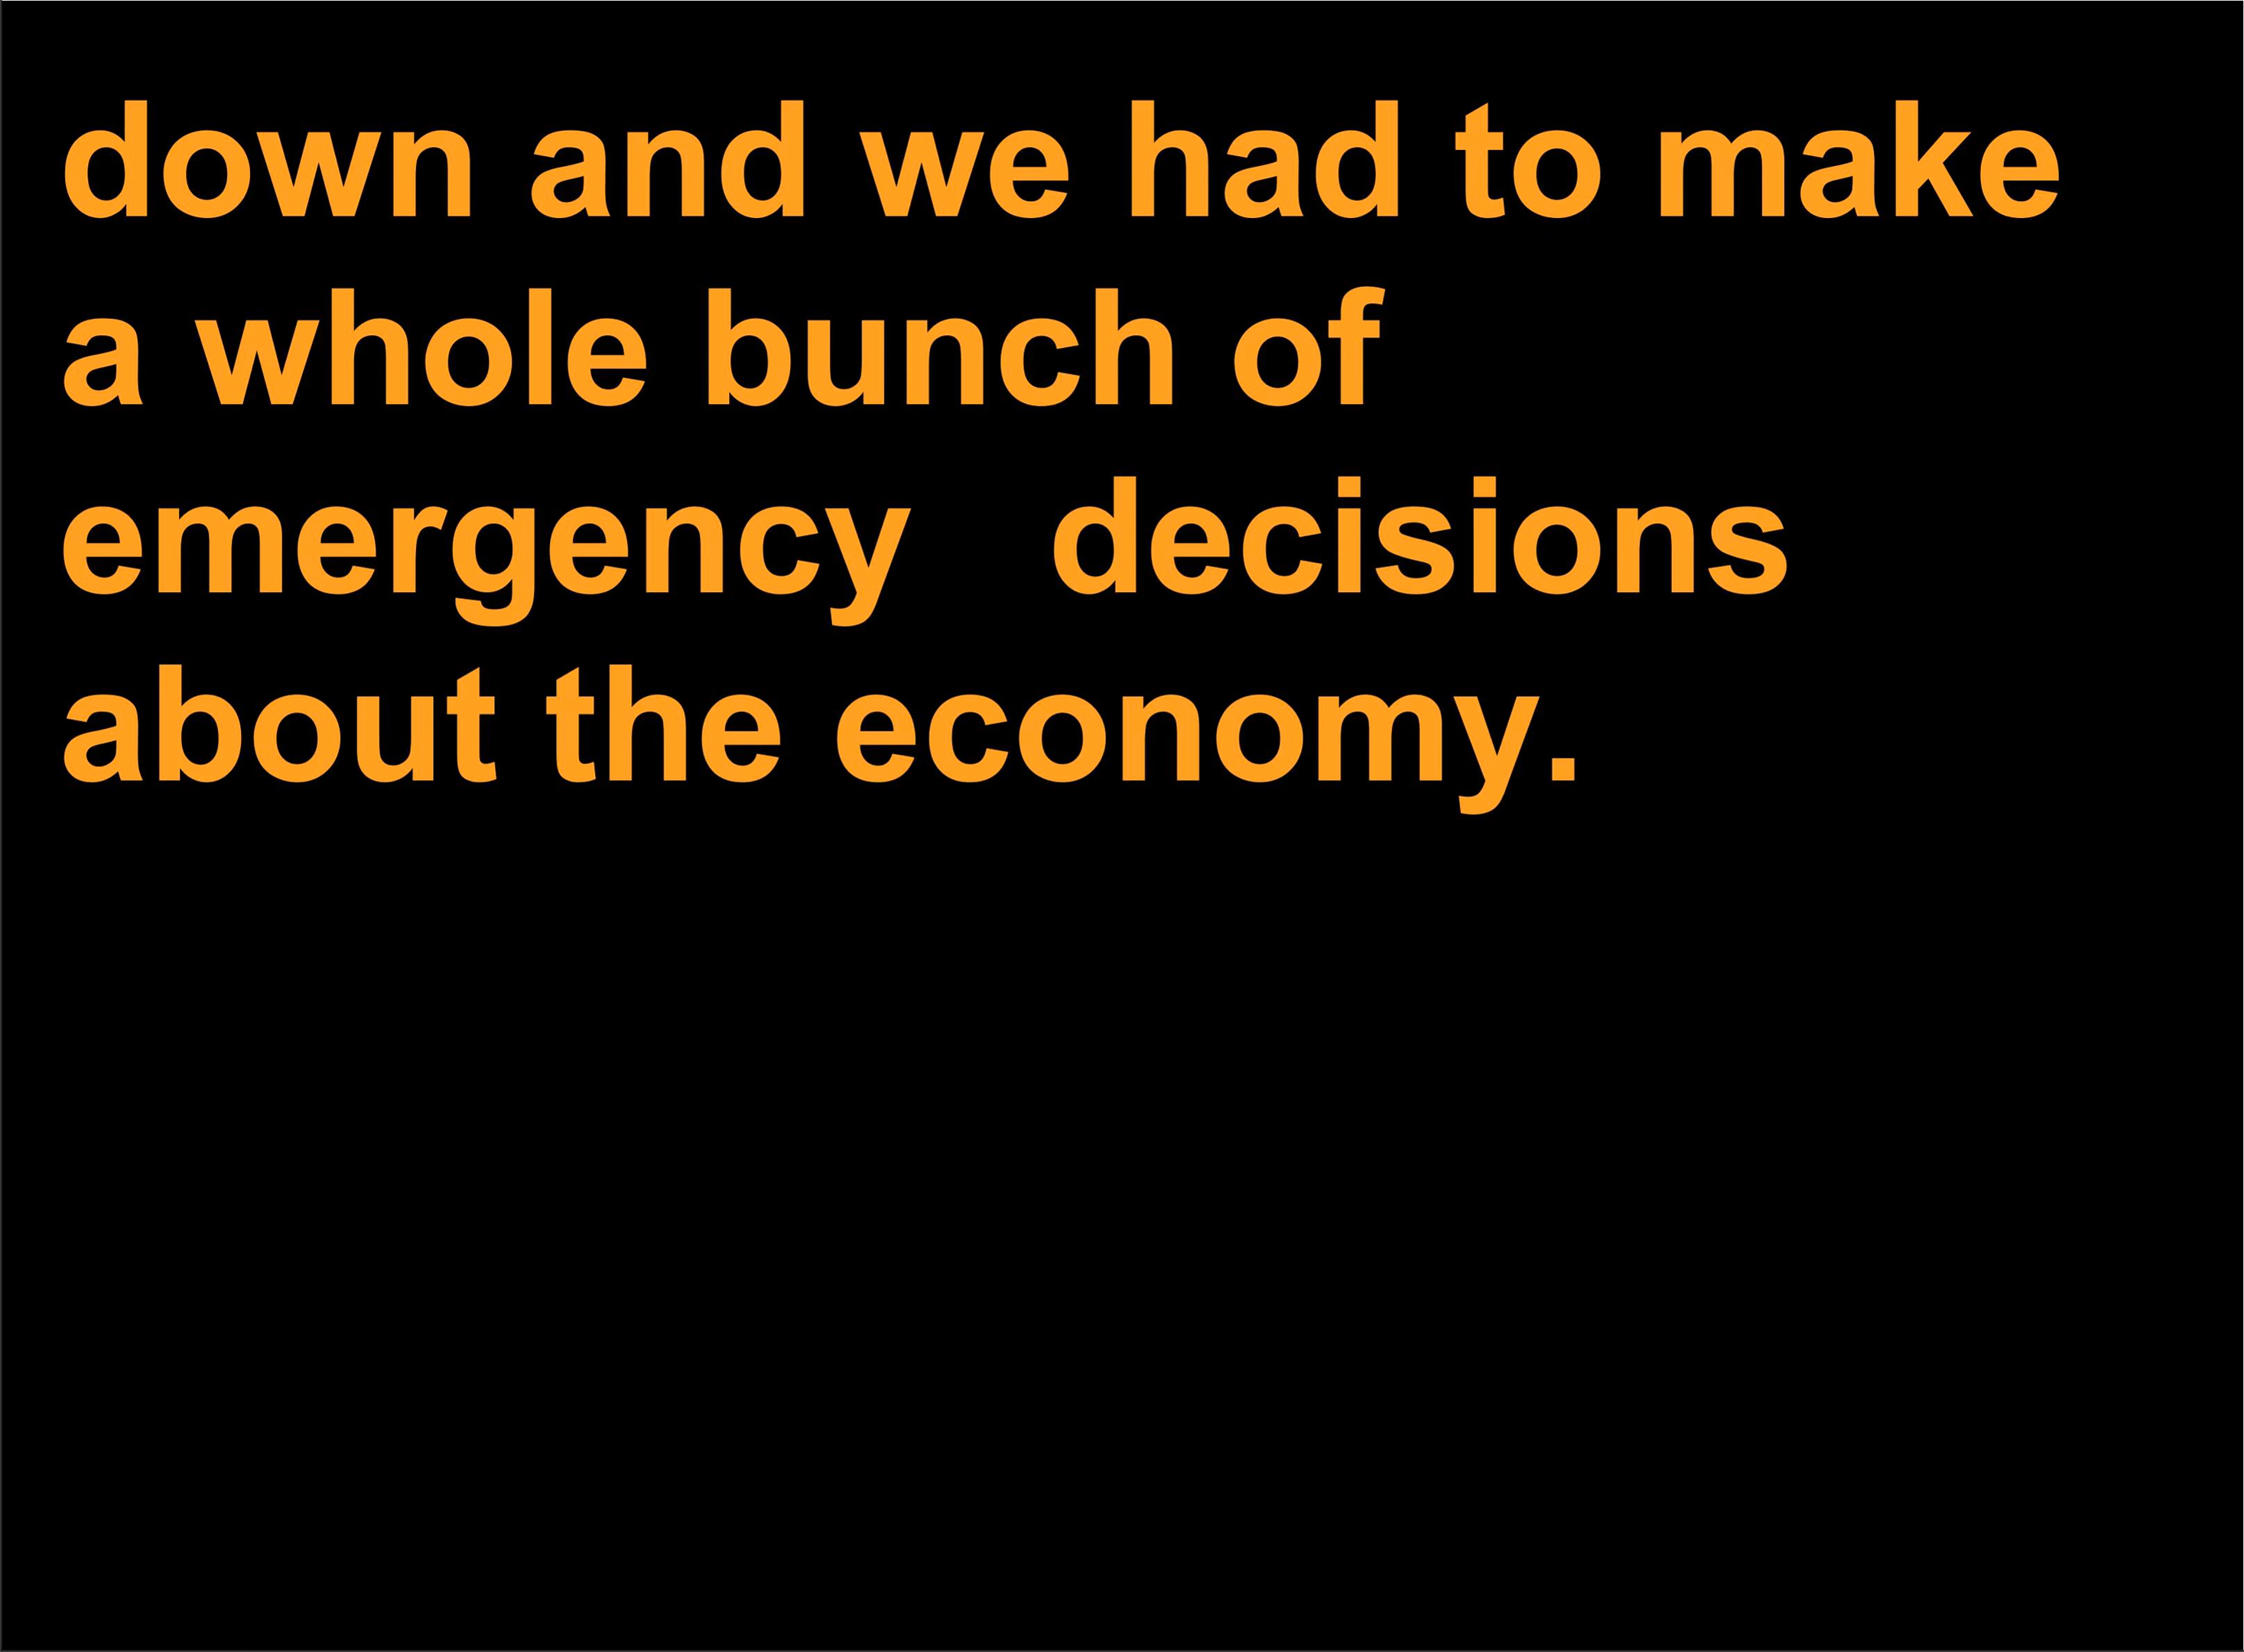 down and we had to make
a whole bunch of
emergency   decisions
about the economy.